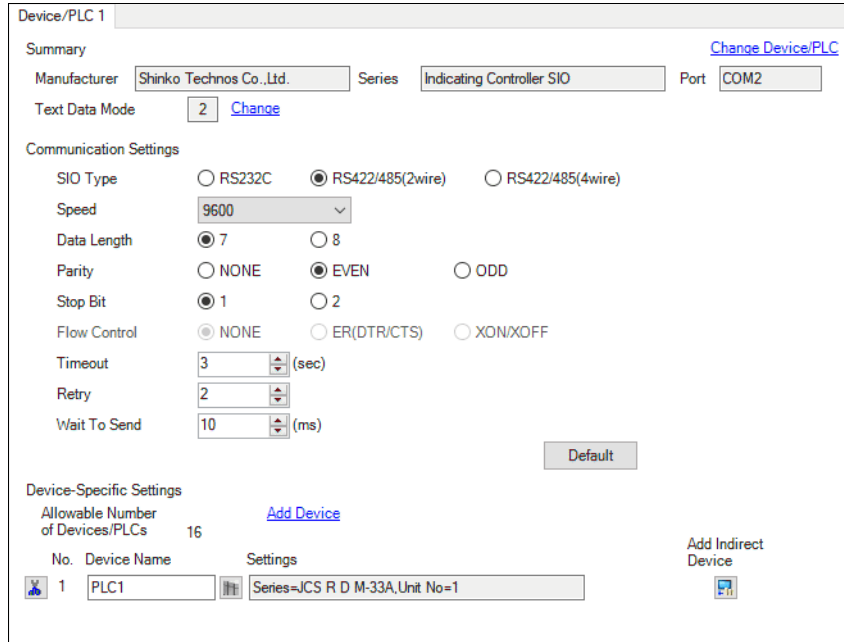 Device/PLC 1
Summary
Change Device/PLC
Manufacturer Shinko Technos Co.,Ltd. Series Indicating Controller SIO Port COM2
Text Data Mode 2 Change
Communication Settings
SIO Type RS232C RS422/485(2wire) RS422/485(4wire)
Speed 9600
Data Length 7 8
Parity NONE EVEN ODD
Stop Bit 1 2
Flow Control NONE ER(DTR/CTS) XON/XOFF
Timeout 3 (sec)
Retry 2
Wait To Send 10 (ms)
Default
Device-Specific Settings
Allowable Number
of Devices/PLCs 16 Add Device
Add Indirect
Device
No. Device Name Settings
1 PLC1 Series=JCS R D M-33A,Unit No=1